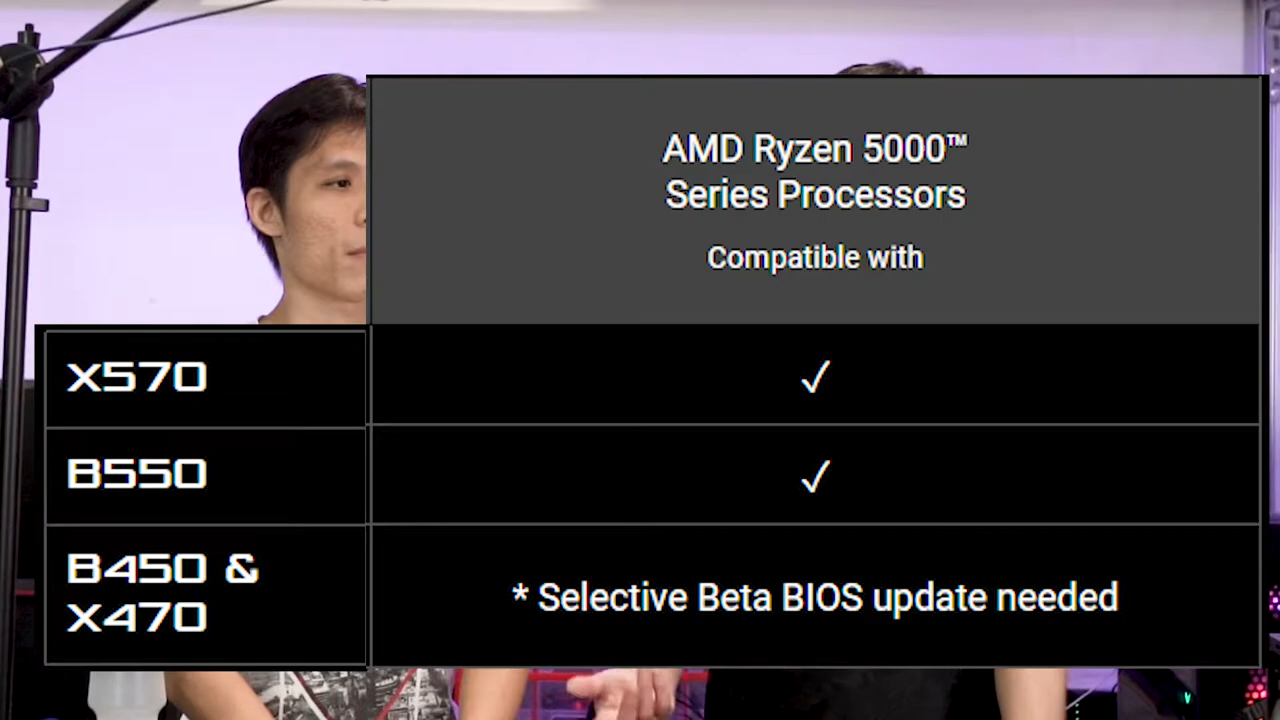 AMD Ryzen 5000™
Series Processors
Compatible with
X570
✓
B550
✓
B450 &
X470
* Selective Beta BIOS update needed